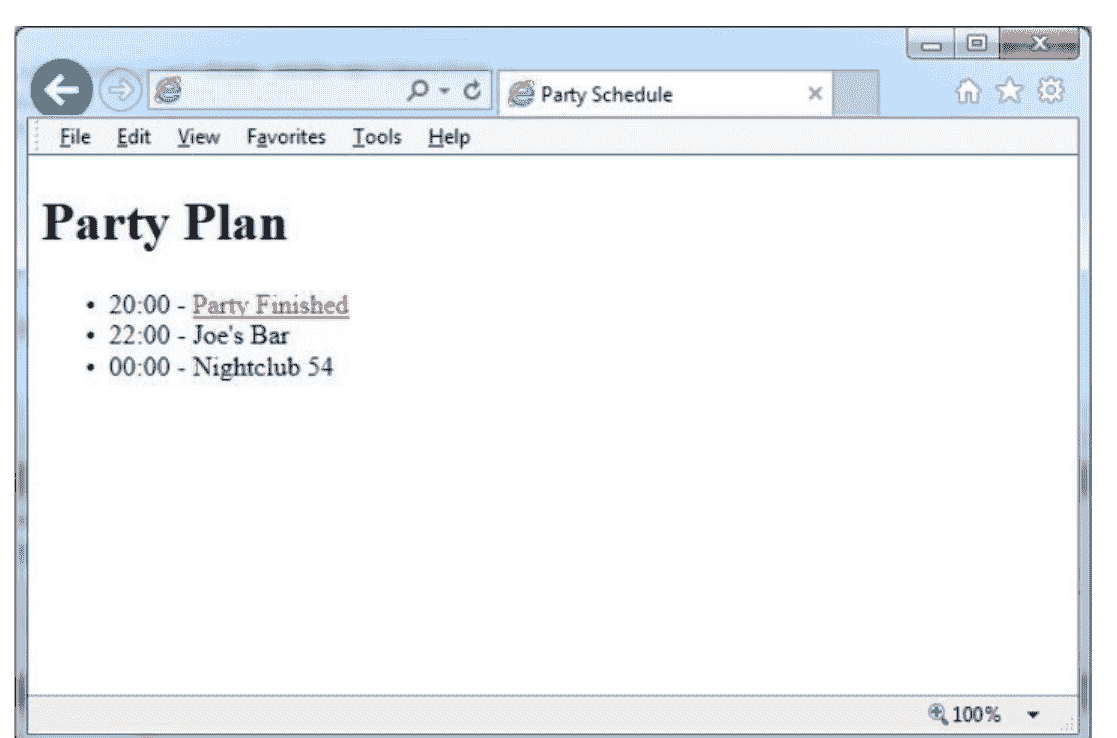 Party Schedule
File Edit View Favorites Tools Help
Party Plan
• 20:00 - Party Finished
• 22:00 - Joe's Bar
• 00:00 - Nightclub 54
100%